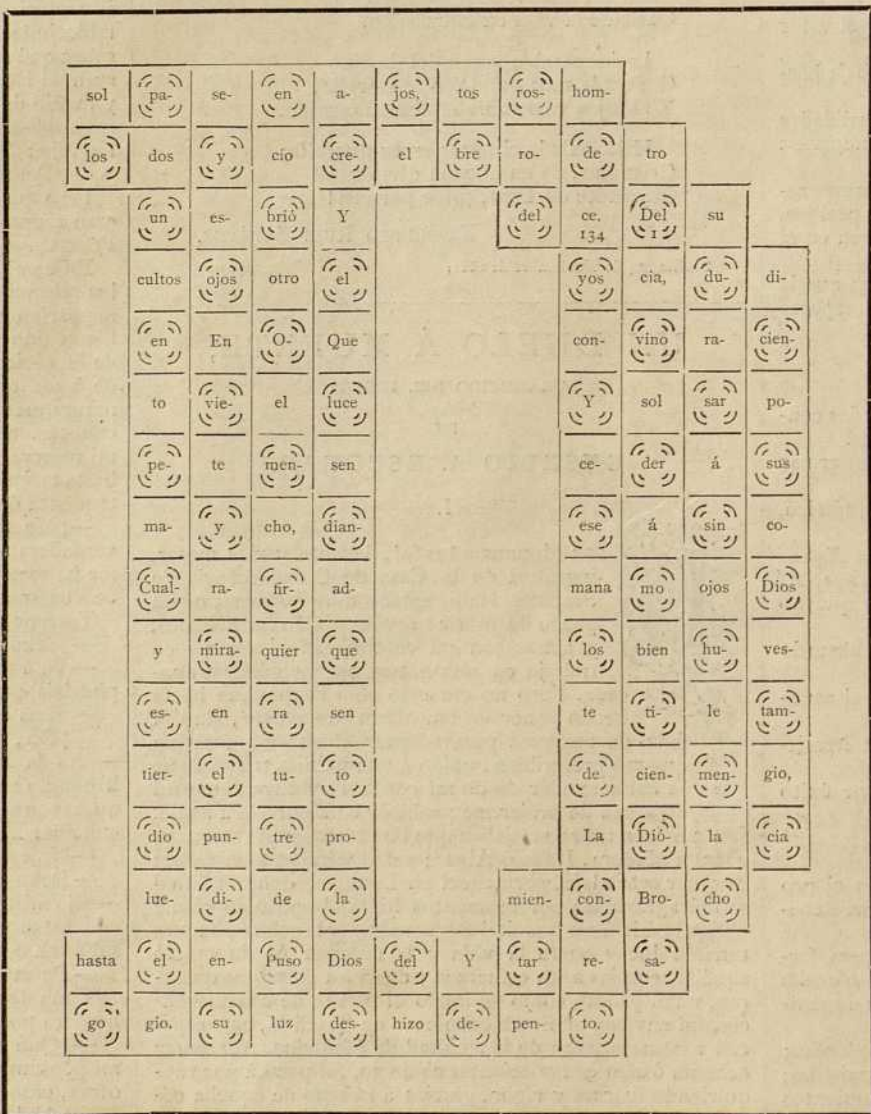 sol pa- se- en a- jos, tos ros- hom-
los dos y cio cre- el bre ro- de tro
un es- brió Y del ce, 134 Del 1 su
cultos ojos otro el yos cia, du- di-
en En O- Que con- vino ra- cien-
to vie- el luce Y sol sar po-
pe- te men- sen ce- der á sus
ma- y cho, dian- ese á sin co-
Cual- ra- fir- ad- mana mo ojos Dios
y mira- quier que los bien hu- ves-
es- en ra sen te ti- le tam-
tier- el tu- to de cien- men- gio,
dio pun- tre pro- La Dió- la cia
lue- di- de la mien- con- Bro- cho
hasta el en- Puso Dios del Y tar re- sa-
go gio, su luz des- hizo de- pen- to,